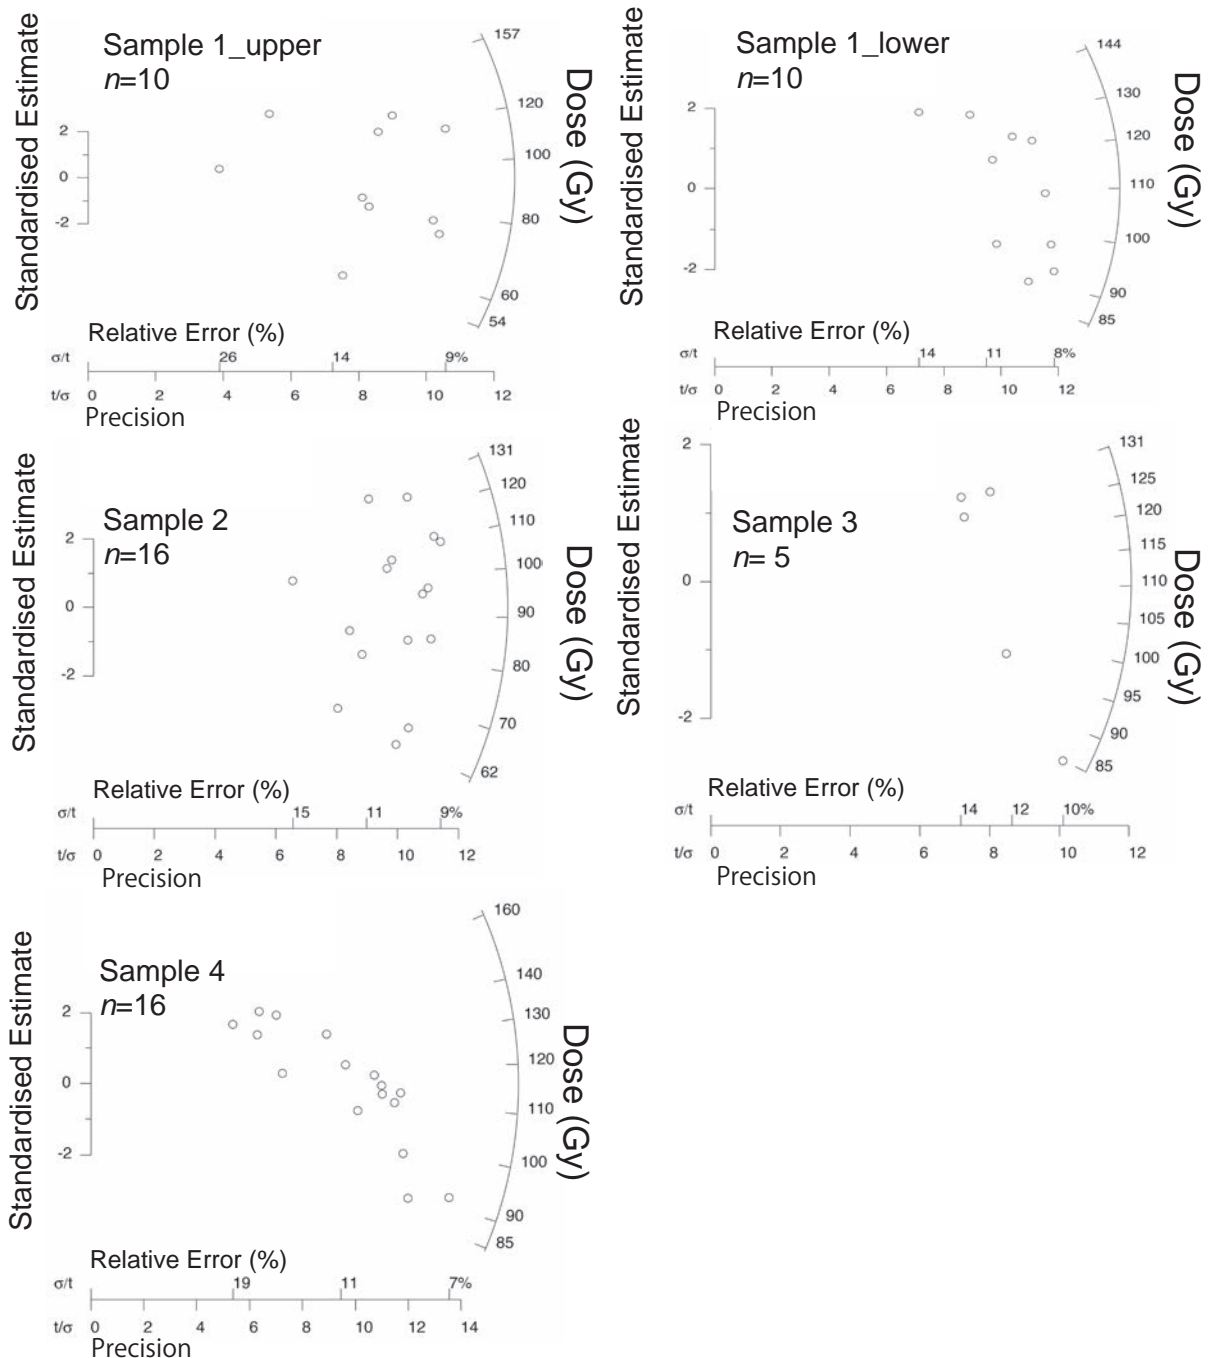 Standardised Estimate
Sample 1_upper
n=10
2
0
-2
157
120
100
80
60
54
Dose (Gy)
Relative Error (%)
σ/t
26
14
9%
t/σ
0
2
4
6
8
10
12
Precision
Standardised Estimate
Sample 1_lower
n=10
2
0
-2
144
130
120
110
100
90
85
Dose (Gy)
Relative Error (%)
σ/t
14
11
8%
t/σ
0
2
4
6
8
10
12
Precision
Standardised Estimate
Sample 2
n=16
2
0
-2
131
120
110
100
90
80
70
62
Dose (Gy)
Relative Error (%)
σ/t
15
11
9%
t/σ
0
2
4
6
8
10
12
Precision
Standardised Estimate
Sample 3
n= 5
2
0
-2
131
125
120
115
110
105
100
95
90
85
Dose (Gy)
Relative Error (%)
σ/t
14
12
10%
t/σ
0
2
4
6
8
10
12
Precision
Standardised Estimate
Sample 4
n=16
2
0
-2
160
140
130
120
110
100
90
85
Dose (Gy)
Relative Error (%)
σ/t
19
11
7%
t/σ
0
2
4
6
8
10
12
14
Precision